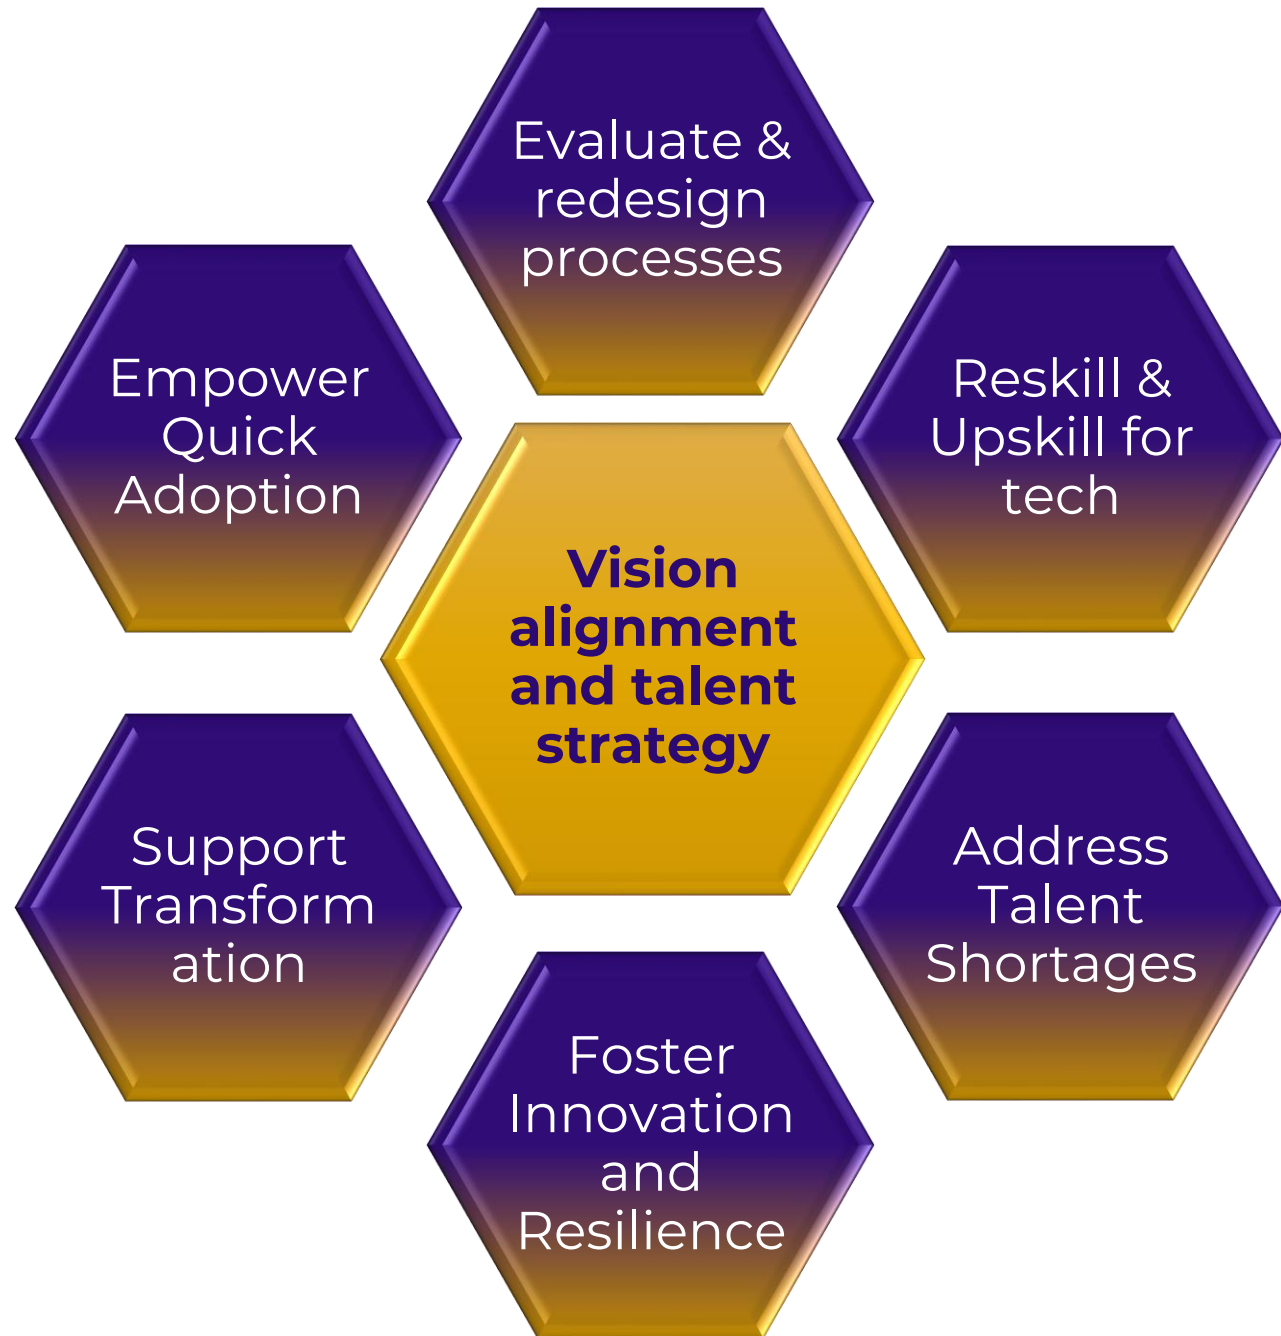 Evaluate &
redesign
processes
Empower
Quick
Adoption
Reskill &
Upskill for
tech
Vision
alignment
and talent
strategy
Support
Transform
ation
Address
Talent
Shortages
Foster
Innovation
and
Resilience